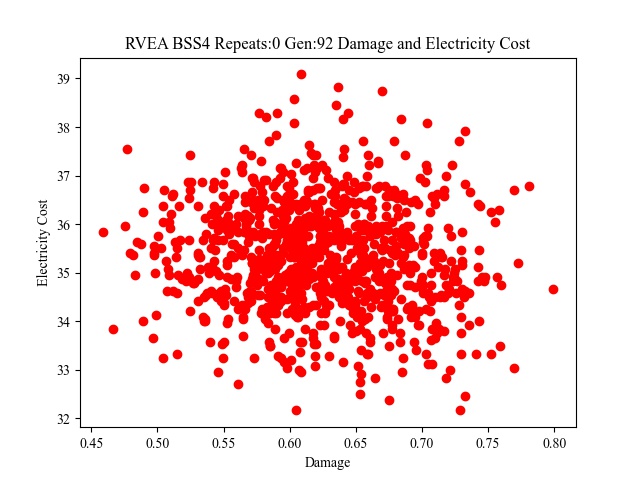 RVEA BSS4 Repeats:0 Gen:92 Damage and Electricity Cost
39
38
37
36
35
34
33
32
Electricity Cost
0.45 0.50 0.55 0.60 0.65 0.70 0.75 0.80
Damage